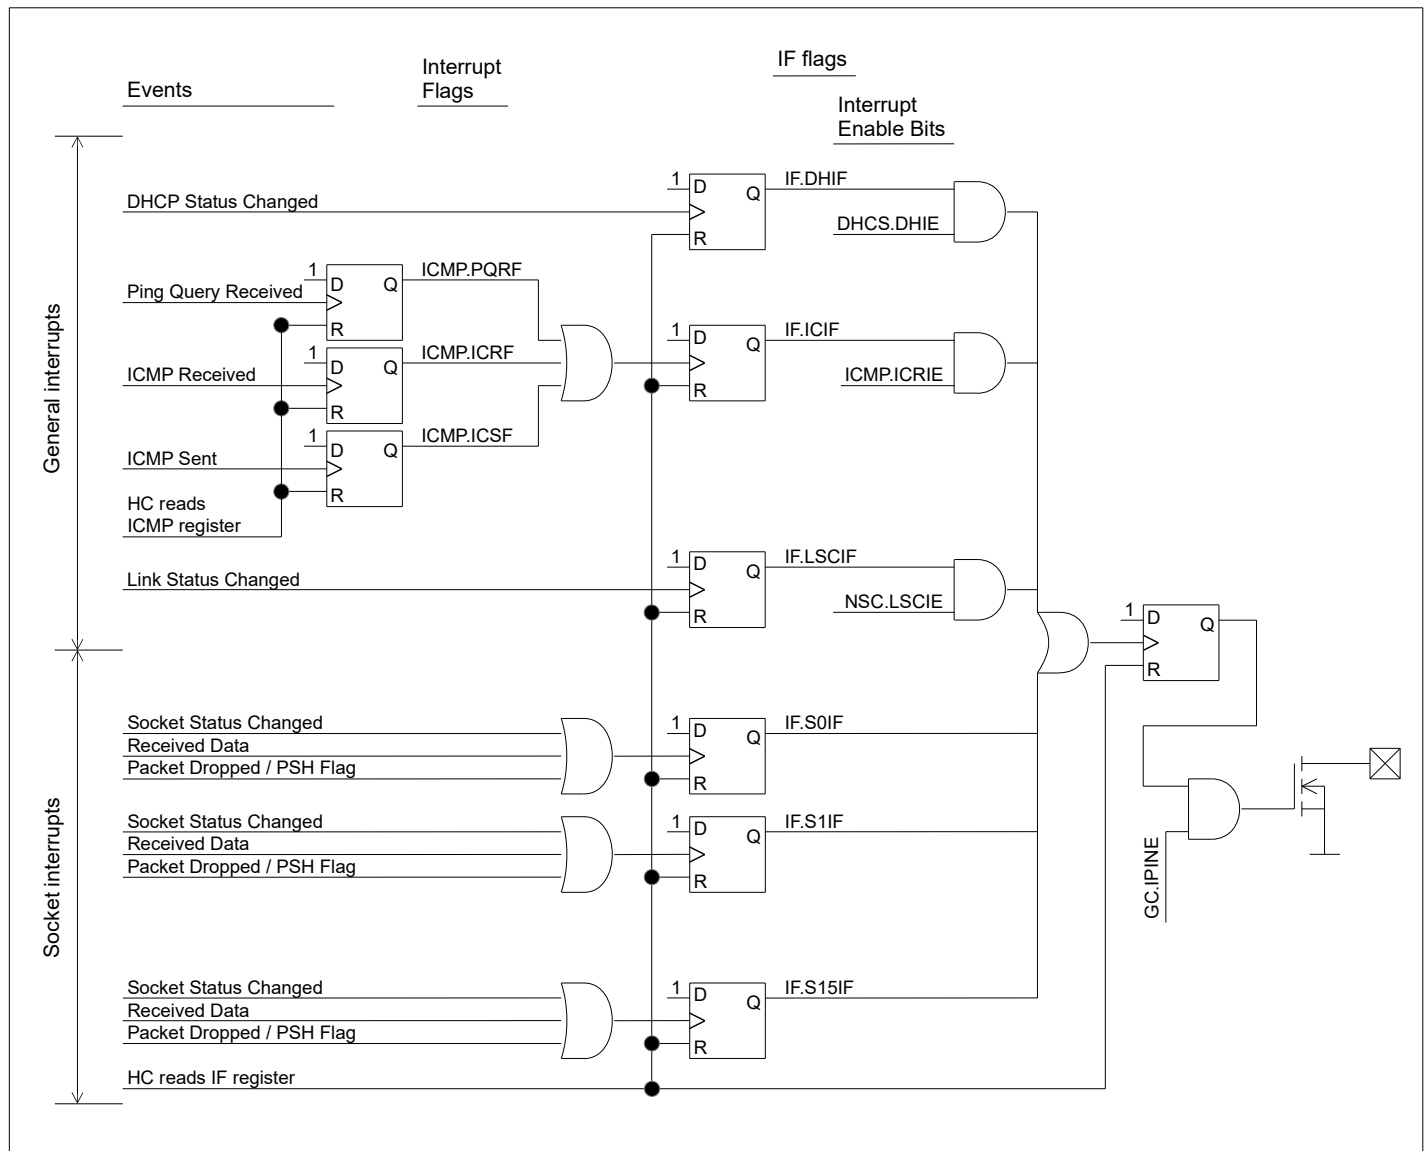 Events
Interrupt
Flags
IF flags
Interrupt
Enable Bits
General interrupts
DHCP Status Changed
1
D
Q
R
IF.DHIF
DHCS.DHIE
Ping Query Received
1
D
Q
R
ICMP.PQRF
ICMP Received
1
D
Q
R
ICMP.ICRF
ICMP Sent
1
D
Q
R
ICMP.ICSF
HC reads
ICMP register
1
D
Q
R
IF.ICIF
ICMP.ICRIE
Link Status Changed
1
D
Q
R
IF.LSCIF
NSC.LSCIE
1
D
Q
R
Socket interrupts
Socket Status Changed
Received Data
Packet Dropped / PSH Flag
1
D
Q
R
IF.S0IF
Socket Status Changed
Received Data
Packet Dropped / PSH Flag
1
D
Q
R
IF.S1IF
GC.IPINE
Socket Status Changed
Received Data
Packet Dropped / PSH Flag
1
D
Q
R
IF.S15IF
HC reads IF register